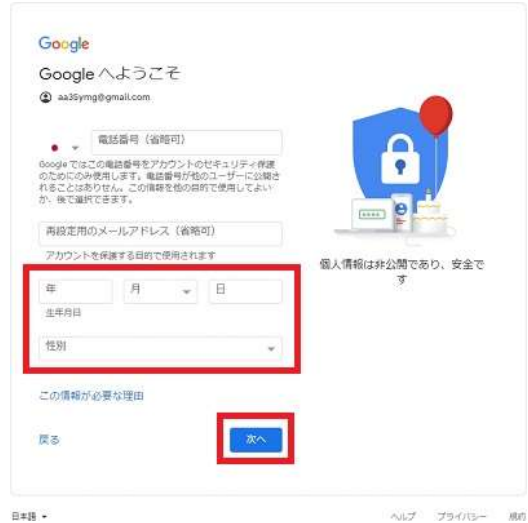 Google
Google へようこそ
aa35ymg@gmail.com
電話番号（省略可）
Google ではこの電話番号をアカウントのセキュリティ保護
のためにのみ使用します。電話番号が他のユーザーに公開さ
れることはありません。この情報を他の目的で使用してよい
か、後で選択できます。
再設定用のメールアドレス（省略可）
アカウントを保護する目的で使用されます
年 月 日
生年月日
性別
この情報が必要な理由
戻る 次へ
個人情報は非公開であり、安全で
す
日本語 ヘルプ プライバシー 規約